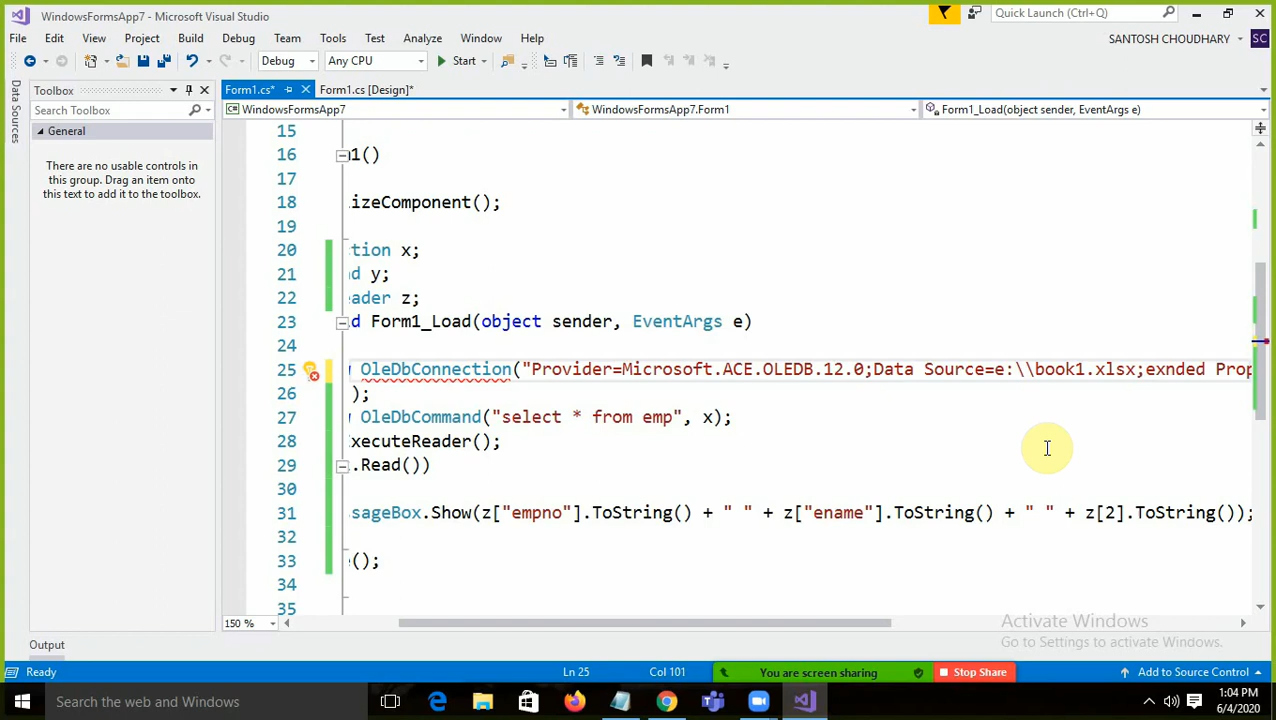 WindowsFormsApp7 - Microsoft Visual Studio
Quick Launch (Ctrl+Q)
File Edit View Project Build Debug Team Tools Test Analyze Window Help
SANTOSH CHOUDHARY SC
Debug Any CPU Start
Data Sources
Toolbox
Form1.cs* Form1.cs [Design]*
Search Toolbox
WindowsFormsApp7 WindowsFormsApp7.Form1 Form1_Load(object sender, EventArgs e)
General
There are no usable controls in
this group. Drag an item onto
this text to add it to the toolbox.
15
16 1()
17
18 izeComponent();
19
20 tion x;
21 d y;
22 ader z;
23 d Form1_Load(object sender, EventArgs e)
24
25 OleDbConnection("Provider=Microsoft.ACE.OLEDB.12.0;Data Source=e:\\book1.xlsx;exnded Prop
26 );
27 OleDbCommand("select * from emp", x);
28 ExecuteReader();
29 .Read())
30
31 sageBox.Show(z["empno"].ToString() + " " + z["ename"].ToString() + " " + z[2].ToString());
32
33 ();
34
35
150 %
Activate Windows
Go to Settings to activate Windows.
Output
Ready Ln 25 Col 101 You are screen sharing Stop Share Add to Source Control
Search the web and Windows
1:04 PM
6/4/2020